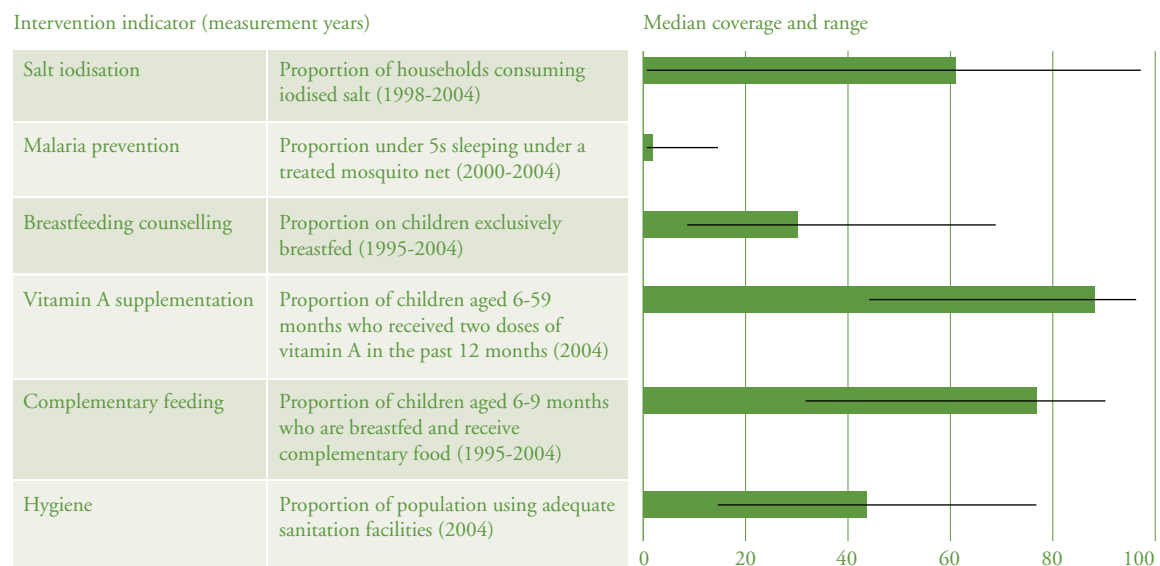 Intervention indicator (measurement years)
Median coverage and range
Salt iodisation
Proportion of households consuming
iodised salt (1998-2004)
Malaria prevention
Proportion under 5s sleeping under a
treated mosquito net (2000-2004)
Breastfeeding counselling
Proportion on children exclusively
breastfed (1995-2004)
Vitamin A supplementation
Proportion of children aged 6-59
months who received two doses of
vitamin A in the past 12 months (2004)
Complementary feeding
Proportion of children aged 6-9 months
who are breastfed and receive
complementary food (1995-2004)
Hygiene
Proportion of population using adequate
sanitation facilities (2004)
0 20 40 60 80 100